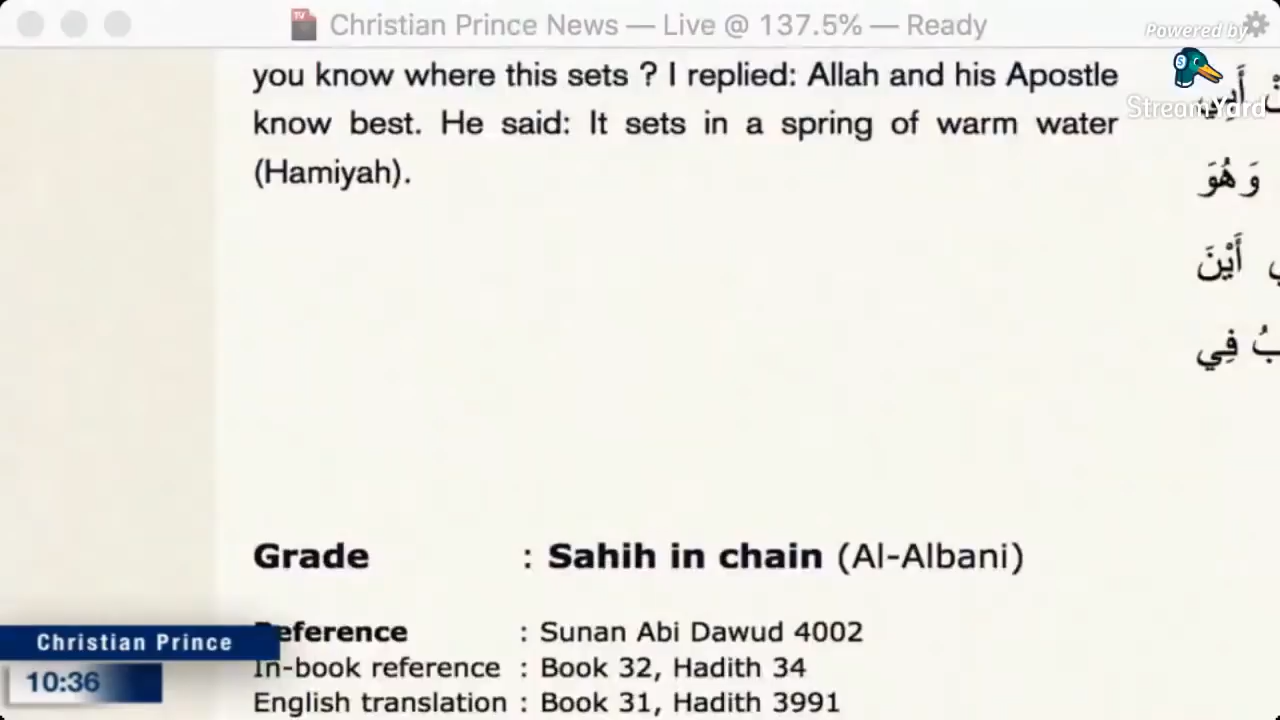 Christian Prince News — Live @ 137.5% — Ready
Powered by
StreamYard
you know where this sets ? I replied: Allah and his Apostle
know best. He said: It sets in a spring of warm water
(Hamiyah).
وَهُوَ
أَيْنَ
فِي
Grade : Sahih in chain (Al-Albani)
Reference : Sunan Abi Dawud 4002
In-book reference : Book 32, Hadith 34
English translation : Book 31, Hadith 3991
Christian Prince
10:36